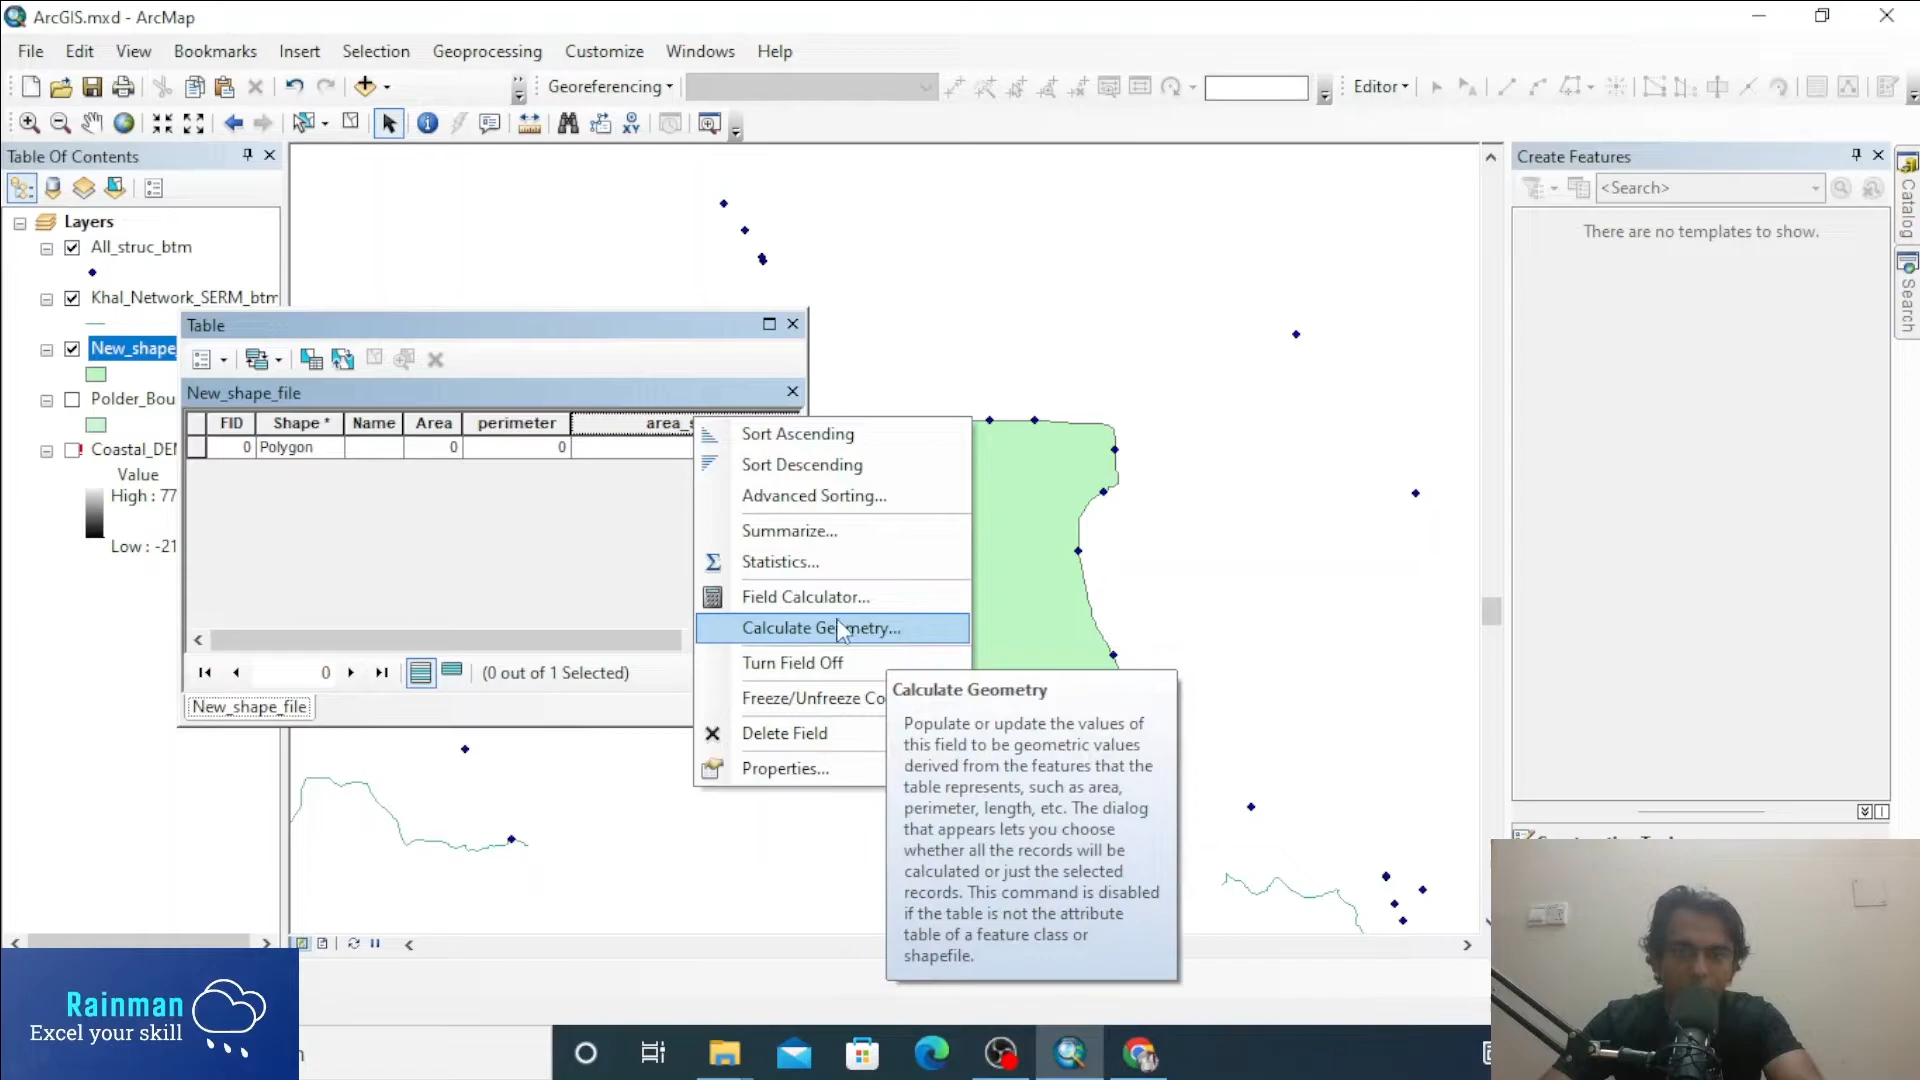 ArcGIS.mxd - ArcMap
File Edit View Bookmarks Insert Selection Geoprocessing Customize Windows Help
Georeferencing Editor
XY
Table Of Contents
Layers
All_struc_btm
Khal_Network_SERM_btm
New_shape
Polder_Bou
Coastal_DEM
Value
High : 77
Low : -21
Table
New_shape_file
FID Shape * Name Area perimeter area_s
0 Polygon 0 0
0 (0 out of 1 Selected)
New_shape_file
Sort Ascending
Sort Descending
Advanced Sorting...
Summarize...
Statistics...
Field Calculator...
Calculate Geometry...
Turn Field Off
Freeze/Unfreeze Co
Delete Field
Properties...
Calculate Geometry
Populate or update the values of
this field to be geometric values
derived from the features that the
table represents, such as area,
perimeter, length, etc. The dialog
that appears lets you choose
whether all the records will be
calculated or just the selected
records. This command is disabled
if the table is not the attribute
table of a feature class or
shapefile.
Create Features
<Search>
There are no templates to show.
Catalog
Search
Rainman
Excel your skill